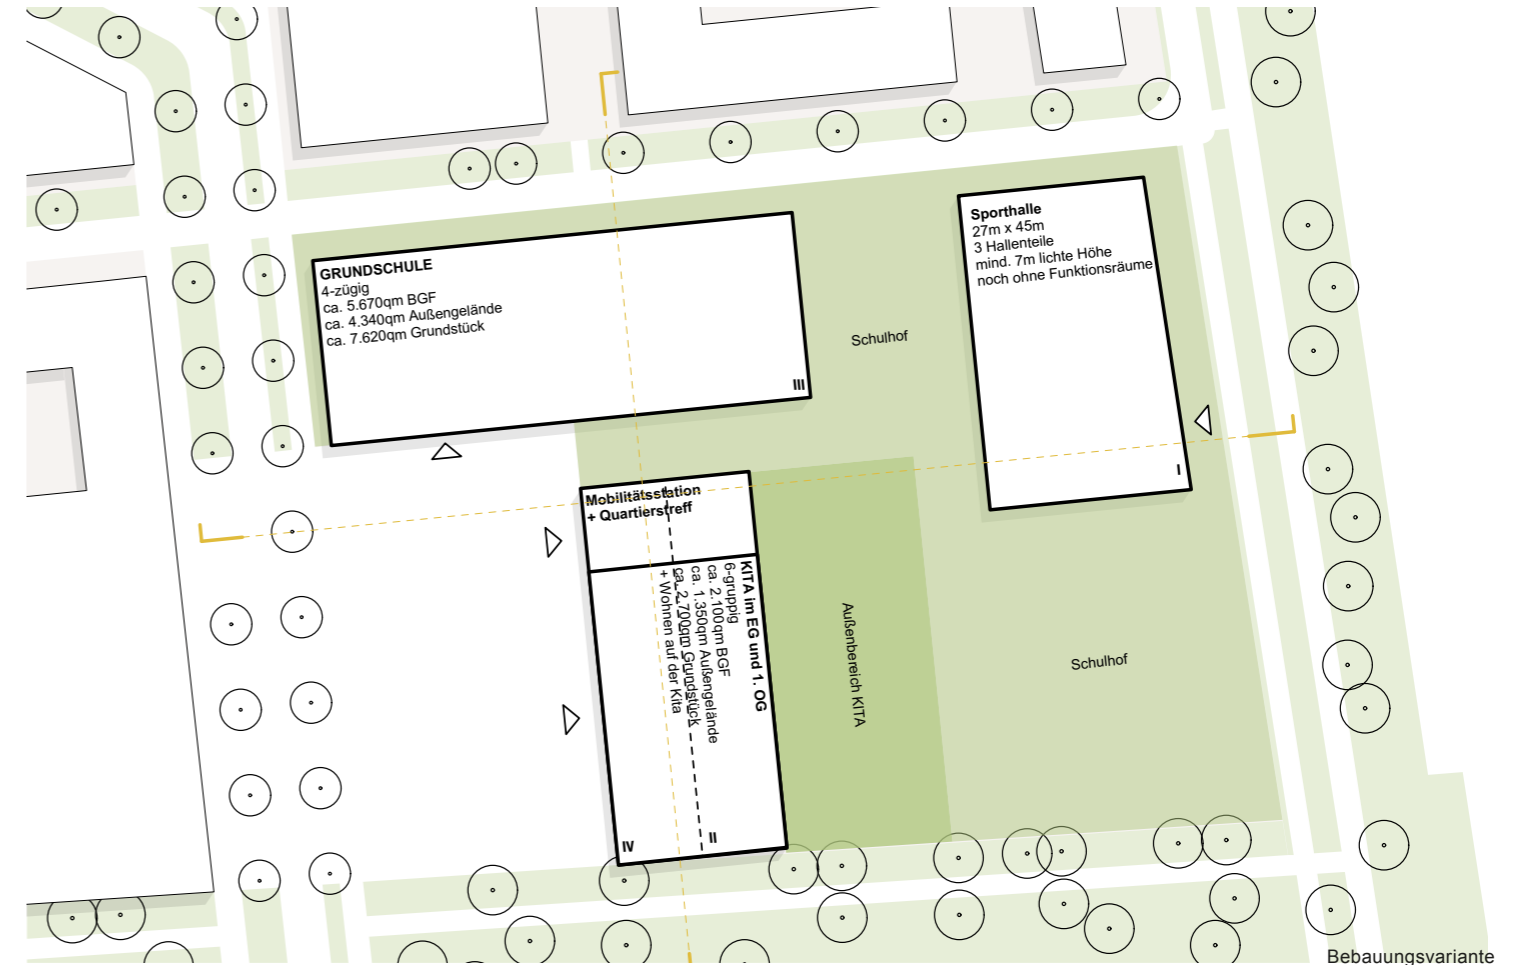 GRUNDSCHULE
4-zügig
ca. 5.670qm BGF
ca. 4.340qm Außengelände
ca. 7.620qm Grundstück
III
Schulhof
Sporthalle
27m x 45m
3 Hallenteile
mind. 7m lichte Höhe
noch ohne Funktionsräume
I
Mobilitätsstation
+ Quartierstreff
KITA im EG und 1. OG
6-gruppig
ca. 2.100qm BGF
ca. 1.350qm Außengelände
ca. 2.700qm Grundstück
+ Wohnen auf der Kita
IV
II
Außenbereich KITA
Schulhof
Bebauungsvariante